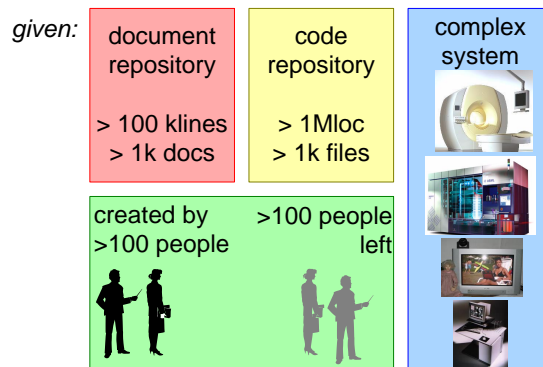 given:
document
repository
> 100 klines
> 1k docs
code
repository
> 1Mloc
> 1k files
complex
system
created by
>100 people
>100 people
left